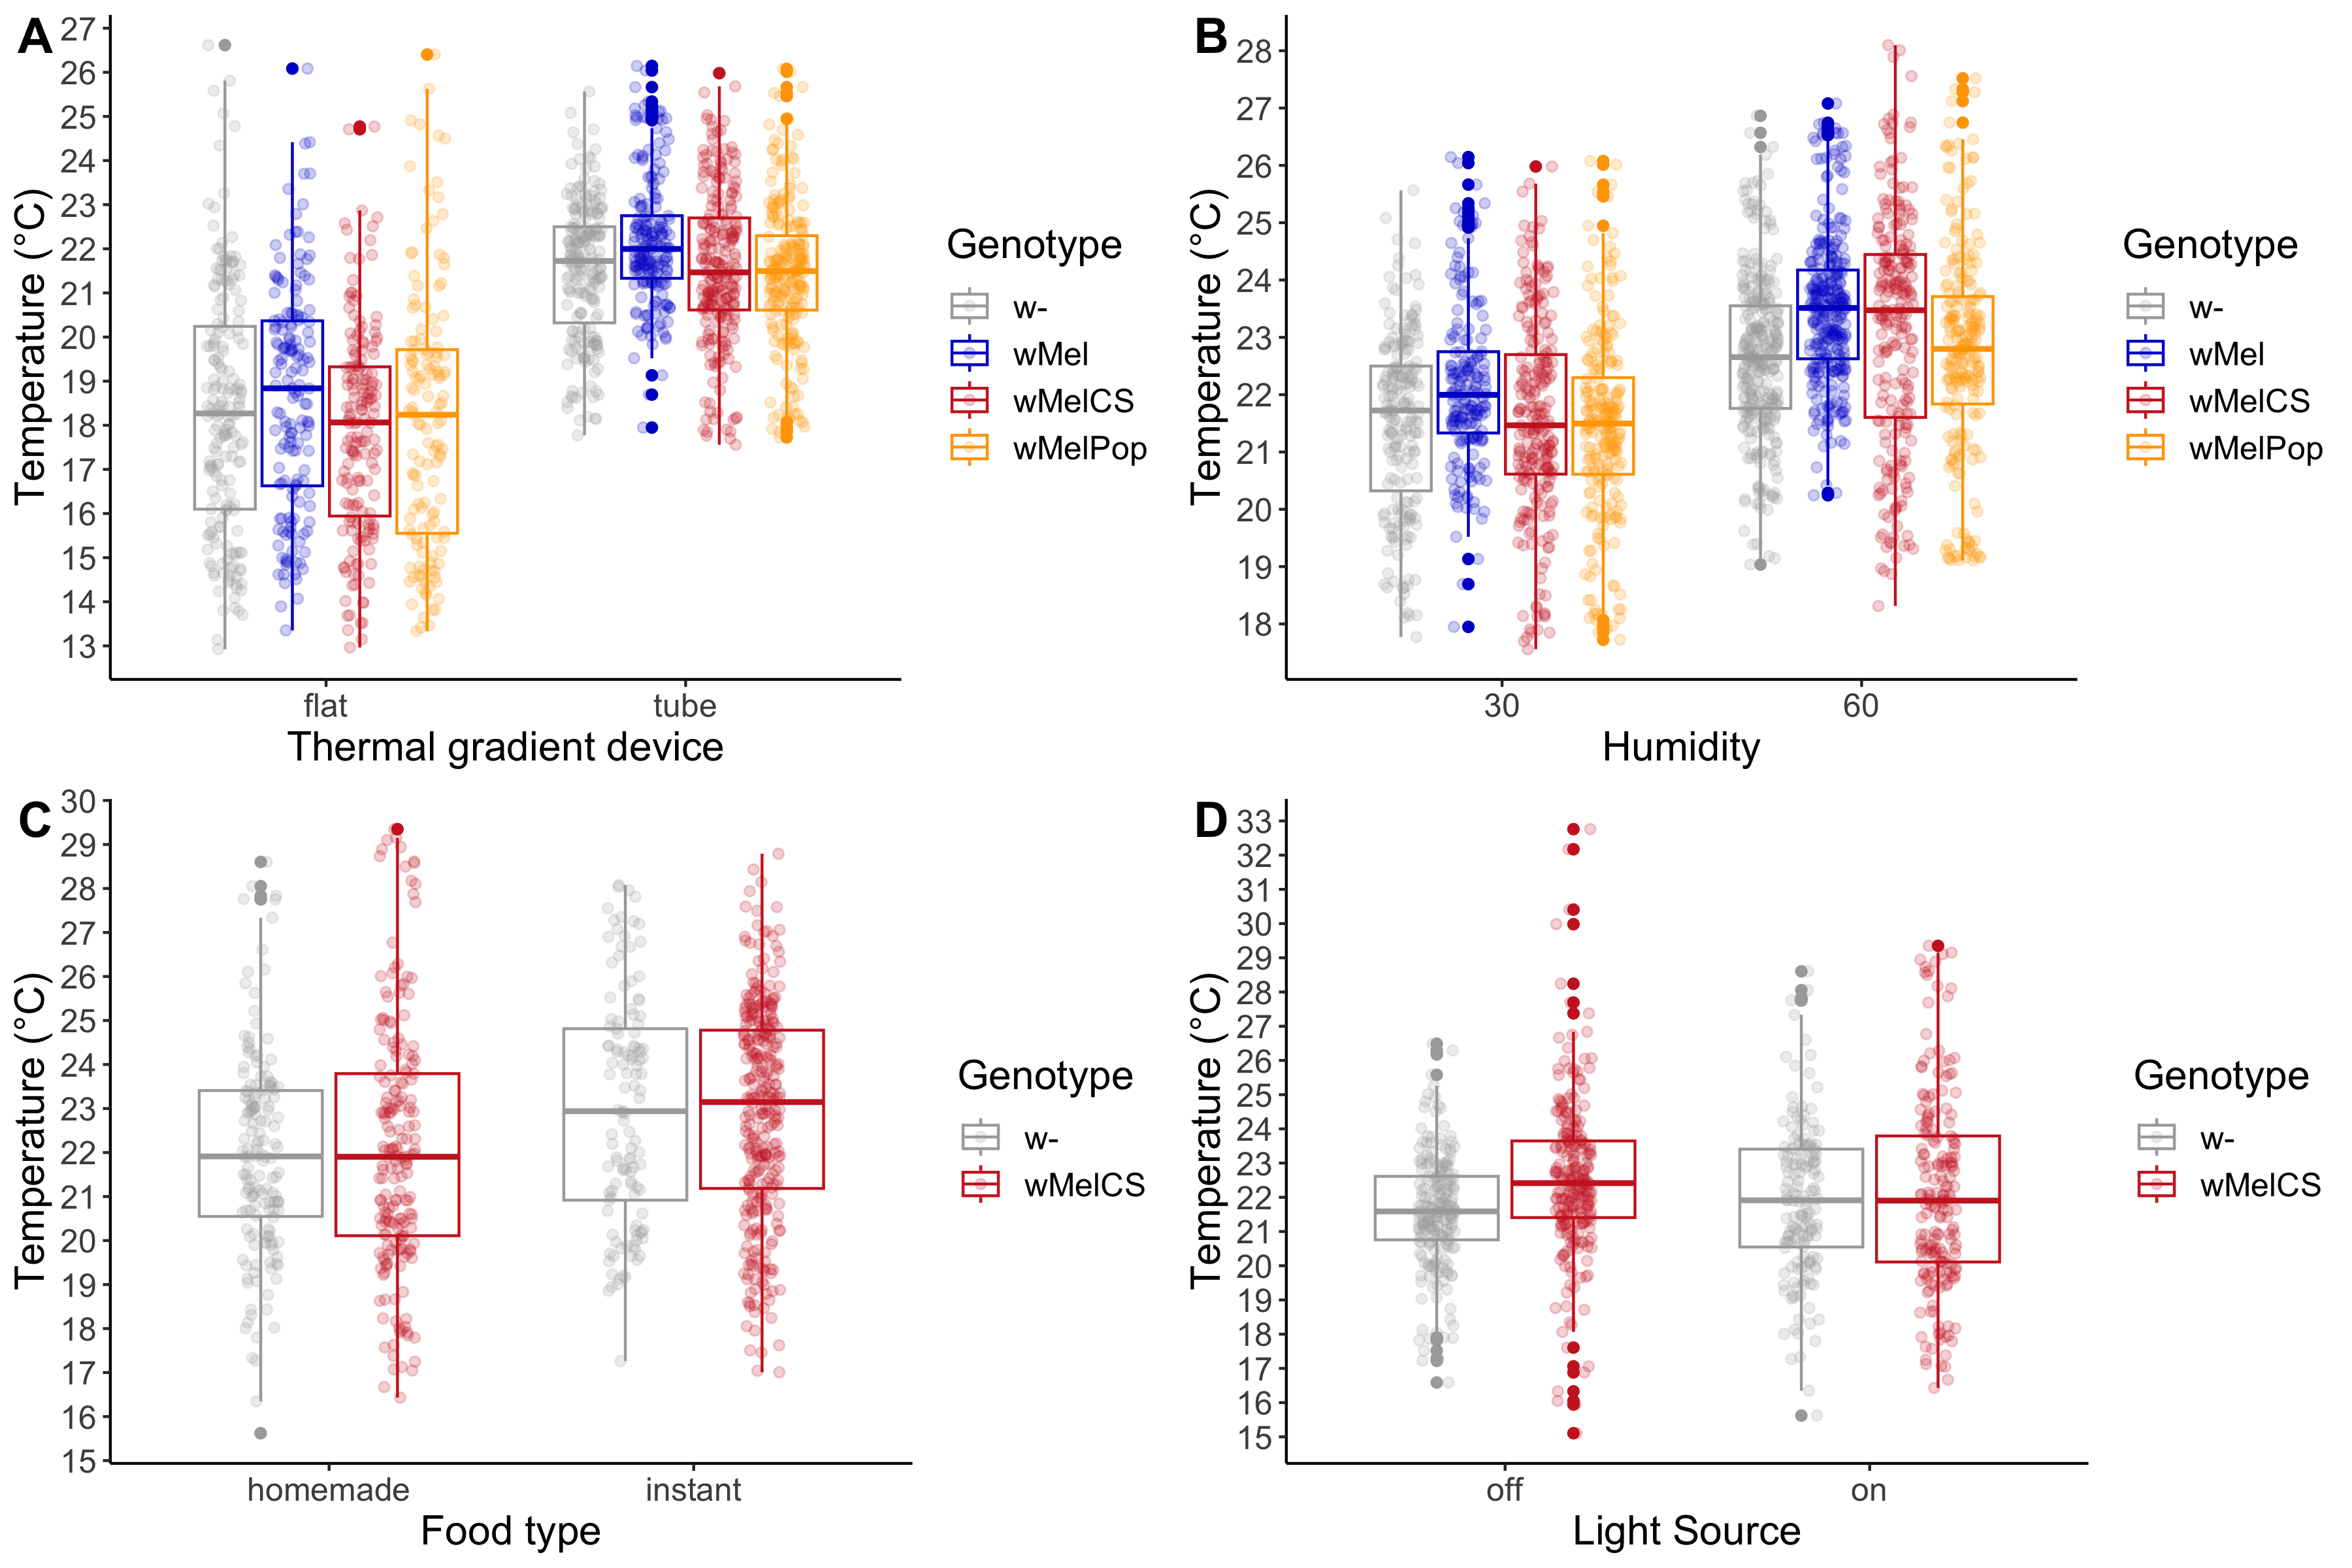 A
27
26
25
24
23
22
21
20
19
18
17
16
15
14
13
Temperature (°C)
flat
tube
Thermal gradient device
Genotype
w-
wMel
wMelCS
wMelPop
B
28
27
26
25
24
23
22
21
20
19
18
Temperature (°C)
30
60
Humidity
Genotype
w-
wMel
wMelCS
wMelPop
C
30
29
28
27
26
25
24
23
22
21
20
19
18
17
16
15
Temperature (°C)
homemade
instant
Food type
Genotype
w-
wMelCS
D
33
32
31
30
29
28
27
26
25
24
23
22
21
20
19
18
17
16
15
Temperature (°C)
off
on
Light Source
Genotype
w-
wMelCS